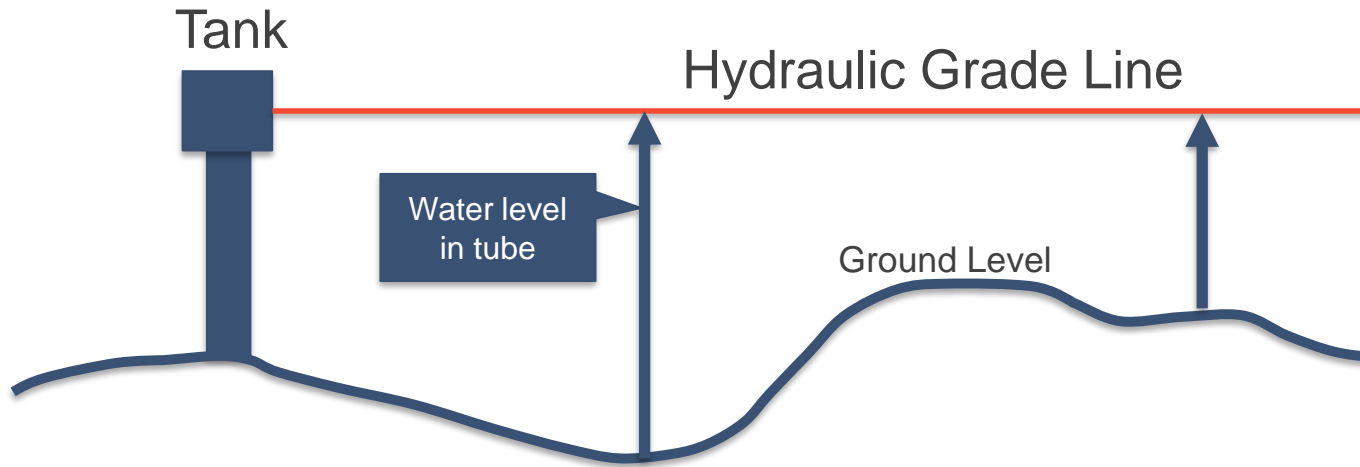 Tank
Hydraulic Grade Line
Water level
in tube
Ground Level